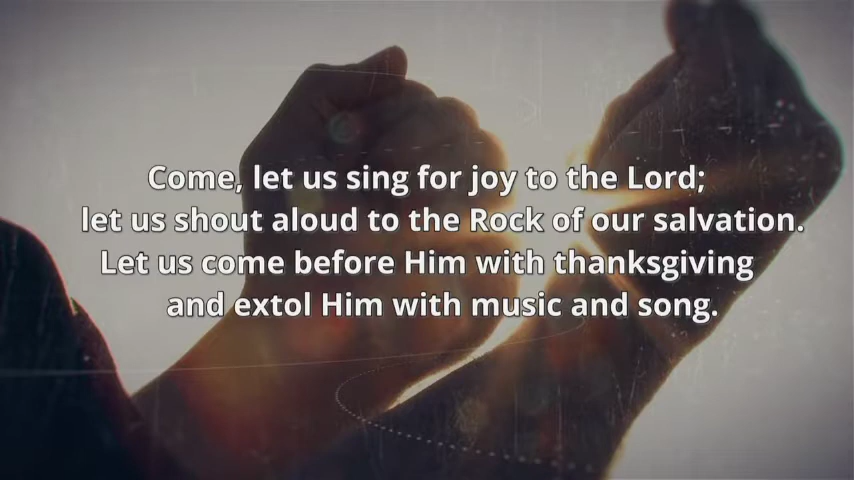 Come, let us sing for joy to the Lord;
let us shout aloud to the Rock of our salvation.
Let us come before Him with thanksgiving
and extol Him with music and song.